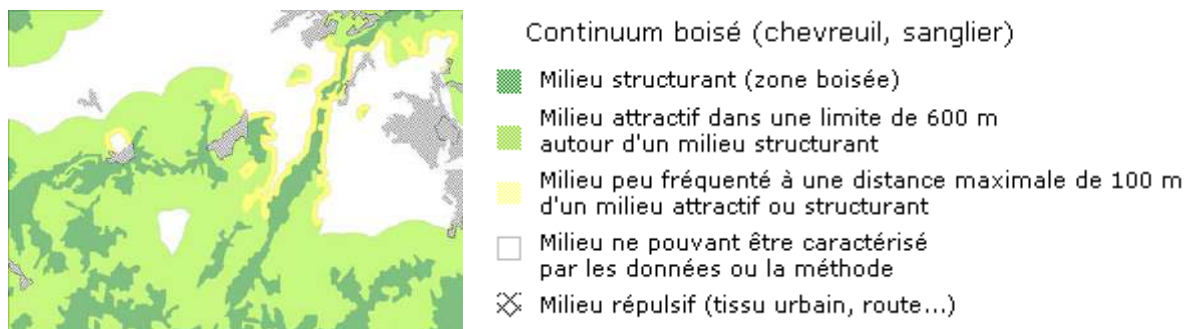 Continuum boisé (chevreuil, sanglier)
Milieu structurant (zone boisée)
Milieu attractif dans une limite de 600 m
autour d'un milieu structurant
Milieu peu fréquenté à une distance maximale de 100 m
d'un milieu attractif ou structurant
Milieu ne pouvant être caractérisé
par les données ou la méthode
Milieu répulsif (tissu urbain, route...)